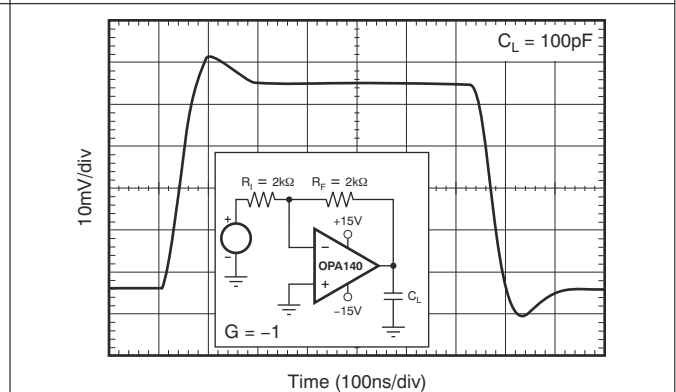 C_L = 100pF
10mV/div
R_I = 2kΩ
R_F = 2kΩ
+
–
+15V
–
OPA140
+
–15V
C_L
G = –1
Time (100ns/div)